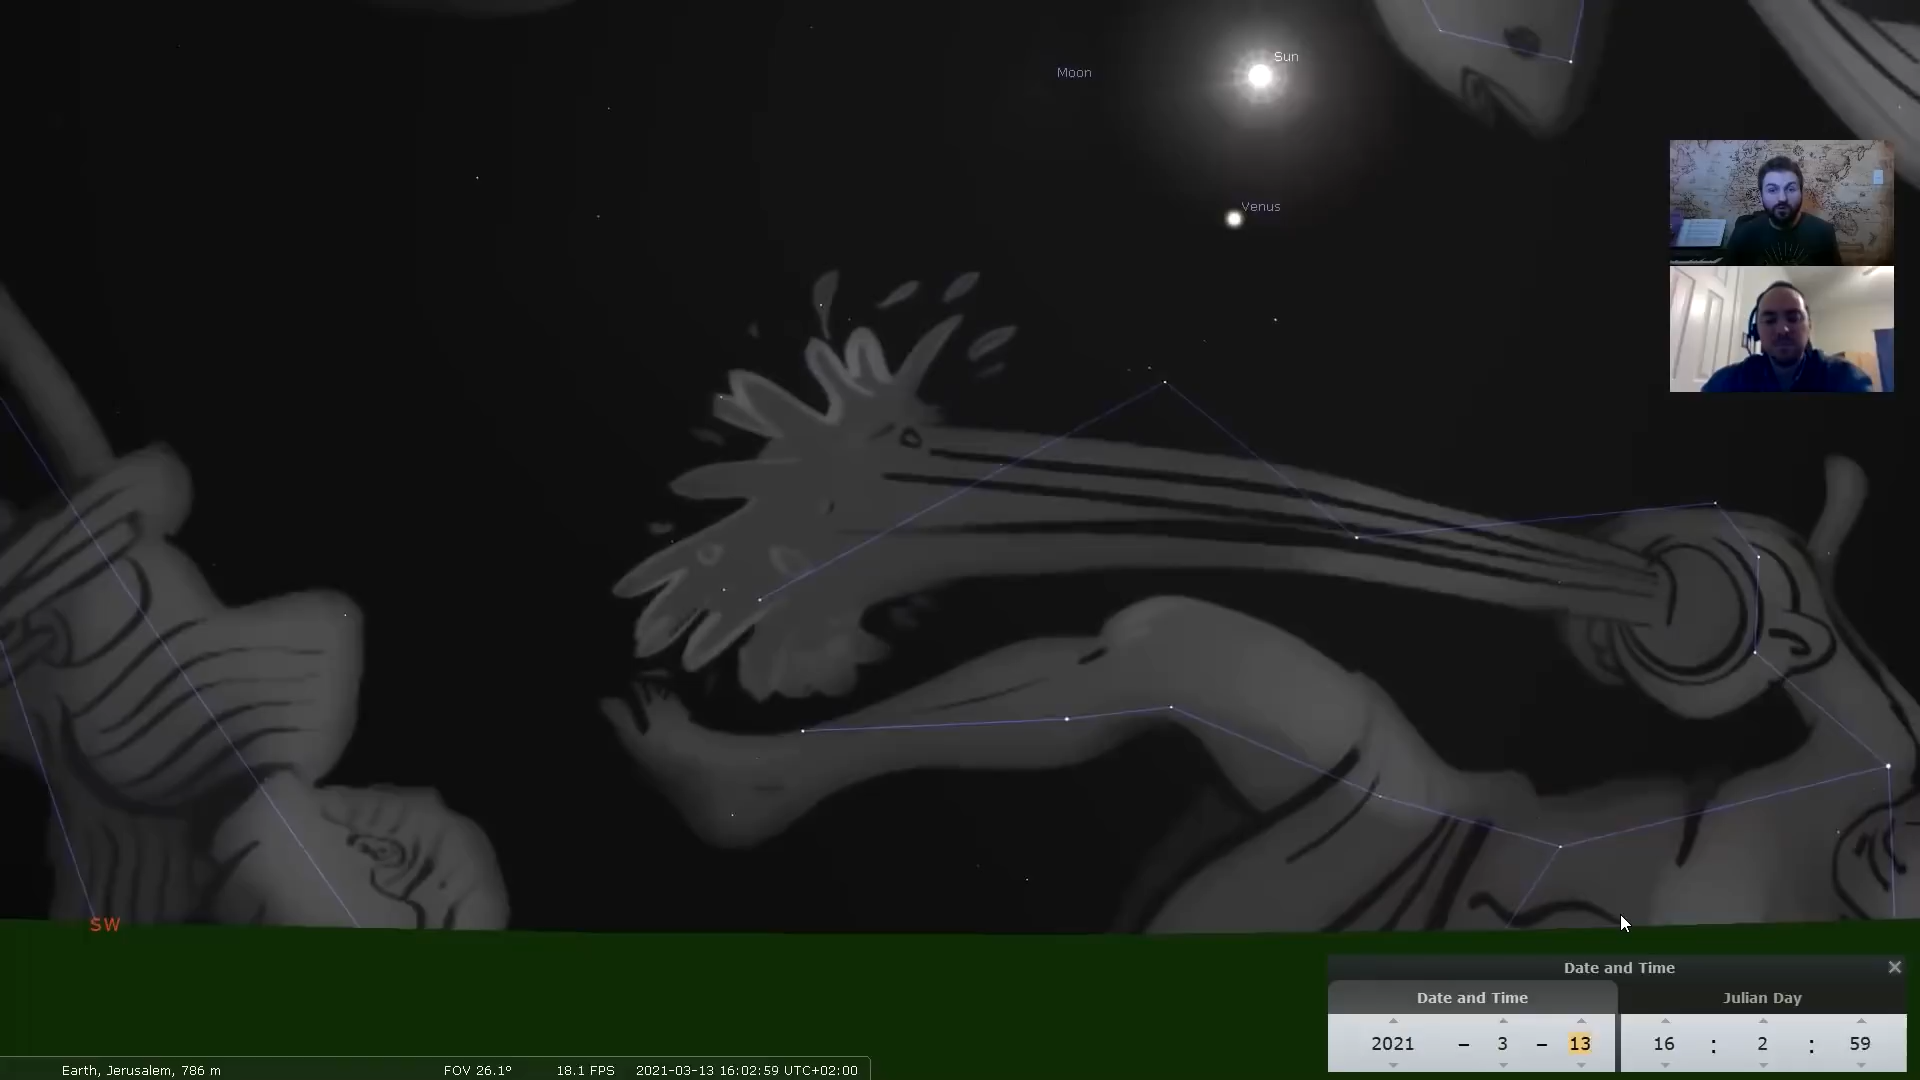 Sun
Moon
Venus
SW
Date and Time
Date and Time Julian Day
2021 - 3 - 13 16 : 2 : 59
Earth, Jerusalem, 786 m FOV 26.1° 18.1 FPS 2021-03-13 16:02:59 UTC+02:00